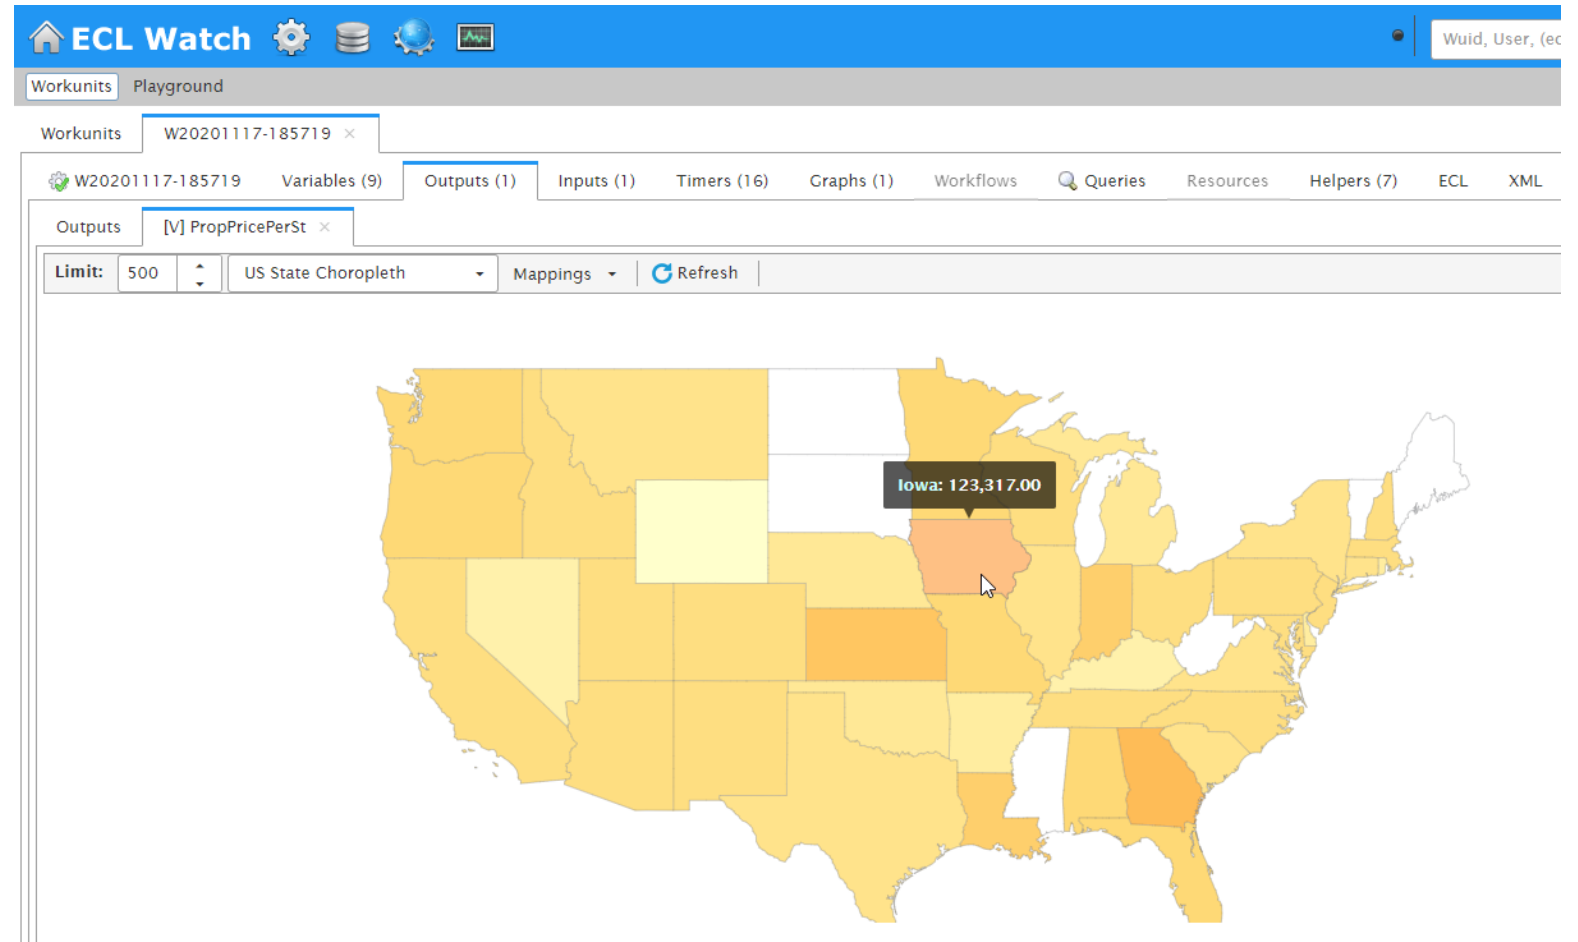 ECL Watch
Wuid, User, (ec
Workunits Playground
Workunits W20201117-185719 ×
W20201117-185719 Variables (9) Outputs (1) Inputs (1) Timers (16) Graphs (1) Workflows Queries Resources Helpers (7) ECL XML
Outputs [V] PropPricePerSt ×
Limit: 500 US State Choropleth Mappings Refresh
Iowa: 123,317.00